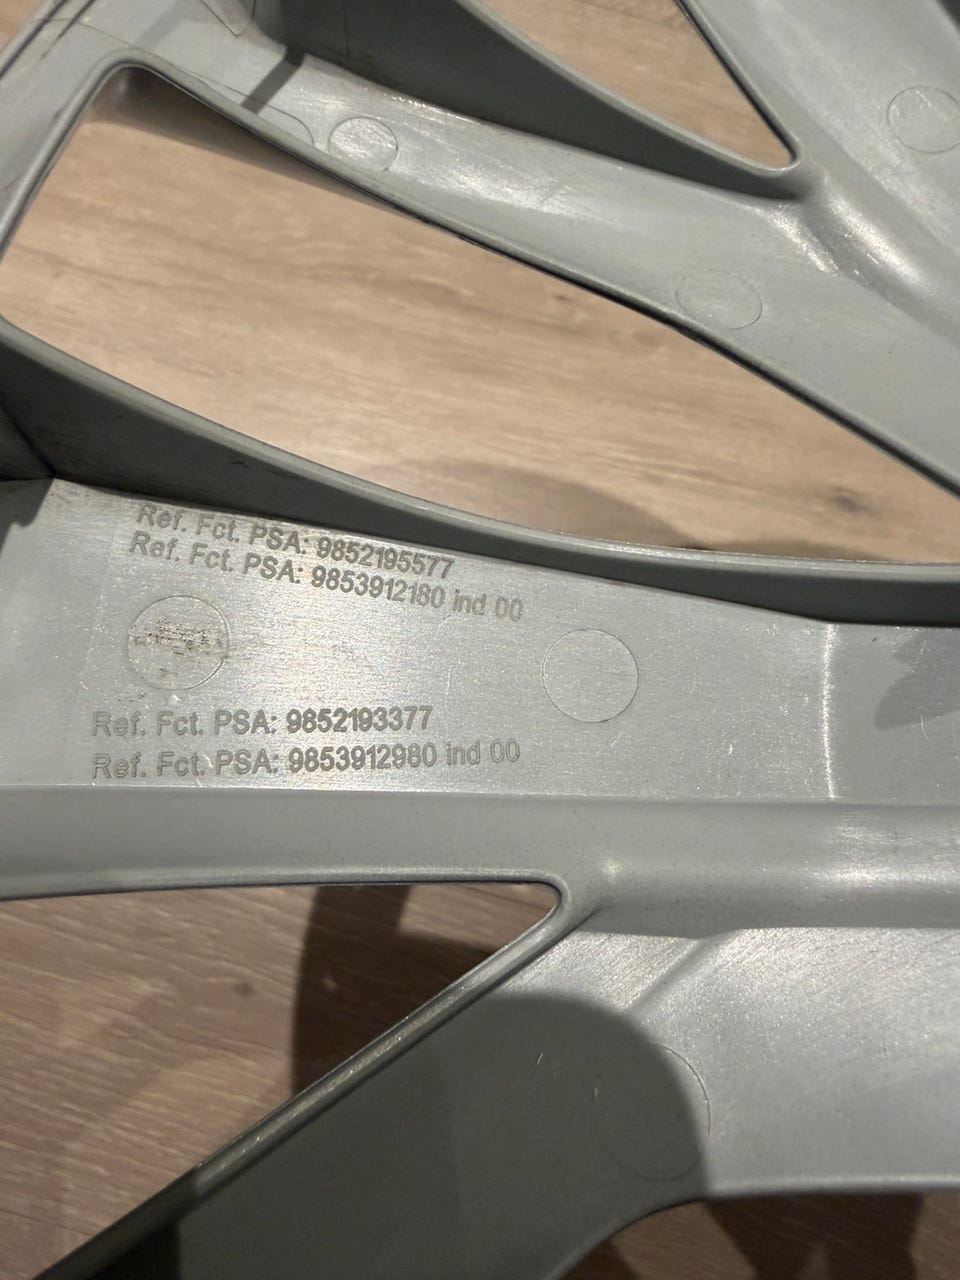 Ref. Fct. PSA: 9852195577
Ref. Fct. PSA: 9853912180 ind 00
Ref. Fct. PSA: 9852193377
Ref. Fct. PSA: 9853912980 ind 00